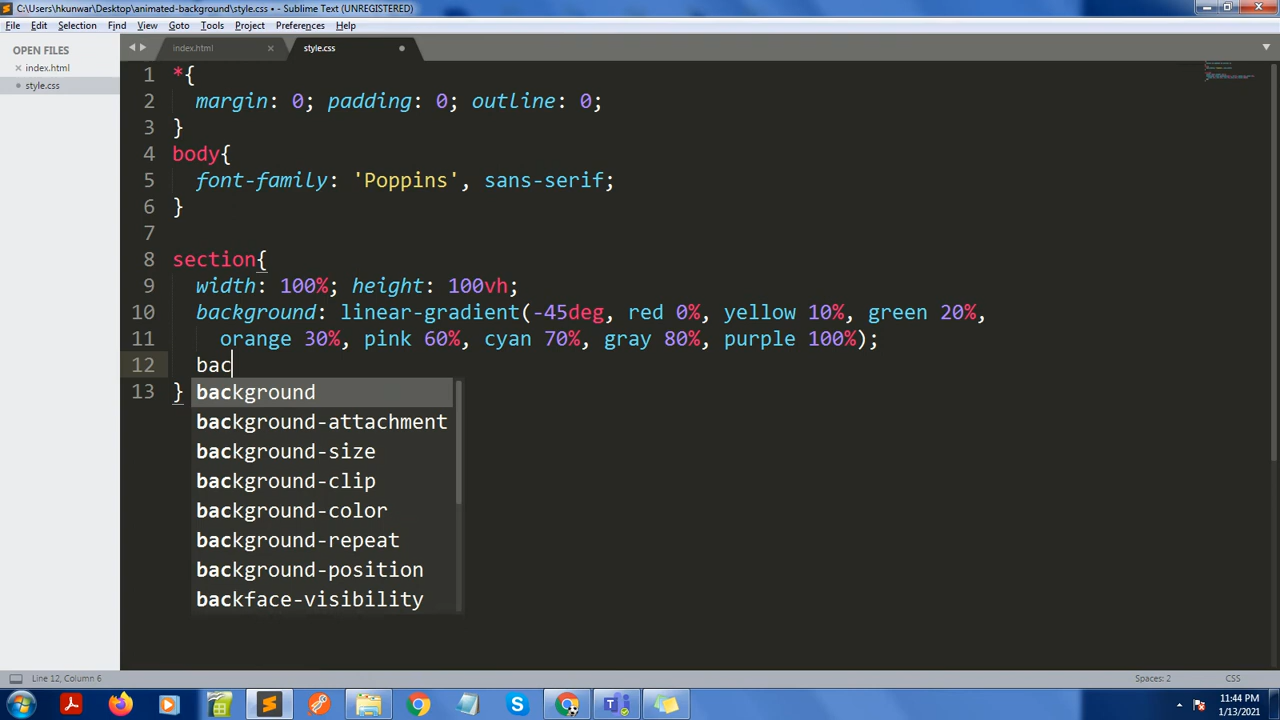 C:\Users\hkunwar\Desktop\animated-background\style.css • - Sublime Text (UNREGISTERED)
File Edit Selection Find View Goto Tools Project Preferences Help
OPEN FILES
index.html
style.css
index.html
style.css
1 *{
2 margin: 0; padding: 0; outline: 0;
3 }
4 body{
5 font-family: 'Poppins', sans-serif;
6 }
7
8 section{
9 width: 100%; height: 100vh;
10 background: linear-gradient(-45deg, red 0%, yellow 10%, green 20%,
11 orange 30%, pink 60%, cyan 70%, gray 80%, purple 100%);
12 bac
13 }
background
background-attachment
background-size
background-clip
background-color
background-repeat
background-position
backface-visibility
Line 12, Column 6
Spaces: 2
CSS
11:44 PM
1/13/2021